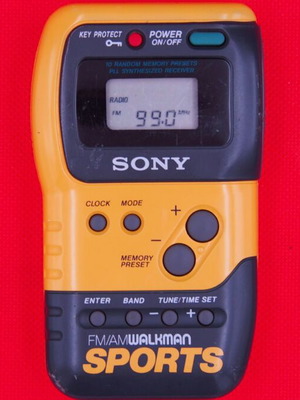 KEY PROTECT
POWER
ON/OFF
10 RANDOM MEMORY PRESETS
PLL SYNTHESIZED RECEIVER
RADIO
FM 99.0 MHz
SONY
CLOCK MODE +
−
MEMORY
PRESET
ENTER BAND − TUNE/TIME SET +
FM/AM WALKMAN
SPORTS